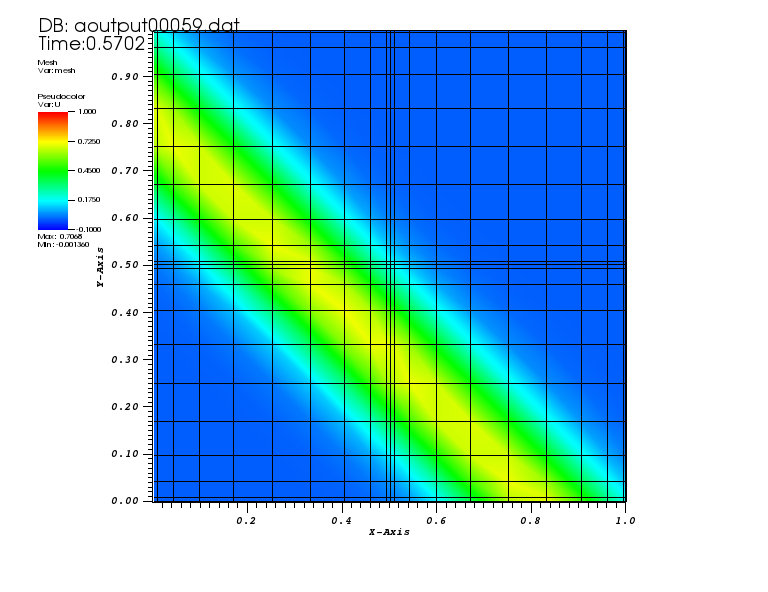 DB: aoutput00059.dat
Time:0.5702
Mesh
Var: mesh
Pseudocolor
Var: U
1.000
0.7250
0.4500
0.1750
-0.1000
Max: 0.7068
Min: -0.001360
Y-Axis
0.90
0.80
0.70
0.60
0.50
0.40
0.30
0.20
0.10
0.00
0.2
0.4
0.6
0.8
1.0
X-Axis